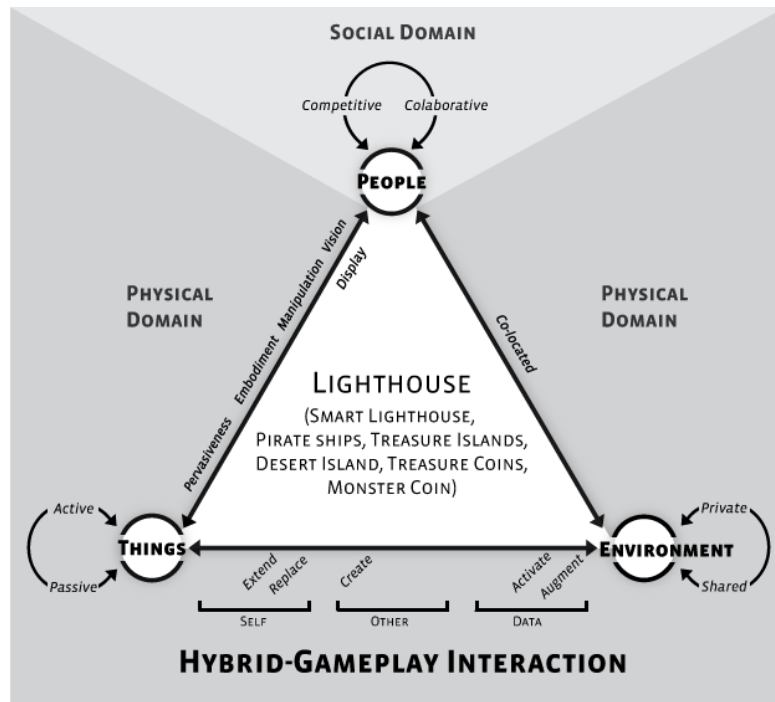 SOCIAL DOMAIN
Competitive Colaborative
PEOPLE
PHYSICAL
DOMAIN
PHYSICAL
DOMAIN
Vision
Manipulation
Embodiment
Pervasiveness
Display
Co-located
LIGHTHOUSE
(SMART LIGHTHOUSE,
PIRATE SHIPS, TREASURE ISLANDS,
DESERT ISLAND, TREASURE COINS,
MONSTER COIN)
Active
THINGS
Passive
Private
ENVIRONMENT
Shared
Extend
Replace
Create
Activate
Augment
SELF
OTHER
DATA
HYBRID-GAMEPLAY INTERACTION